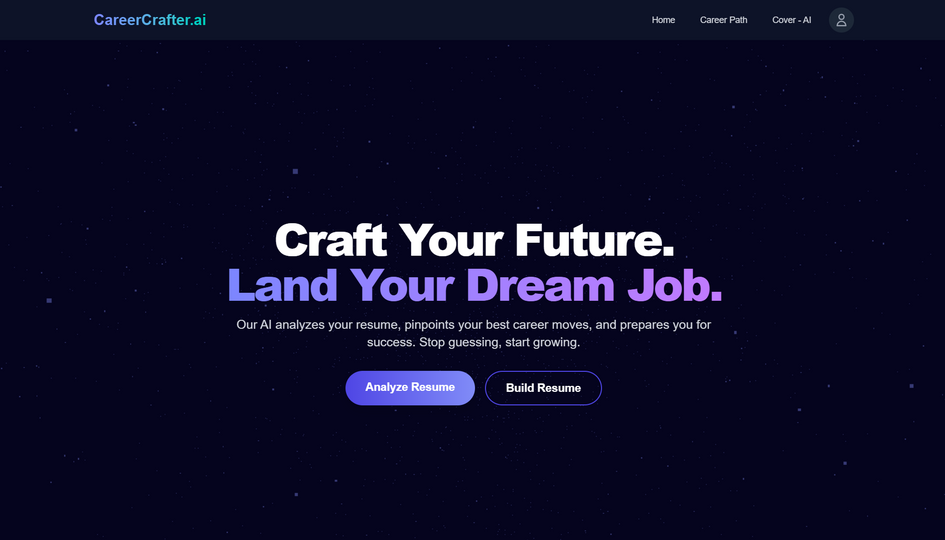 CareerCrafter.ai
Home Career Path Cover - AI
Craft Your Future.
Land Your Dream Job.
Our AI analyzes your resume, pinpoints your best career moves, and prepares you for
success. Stop guessing, start growing.
Analyze Resume
Build Resume